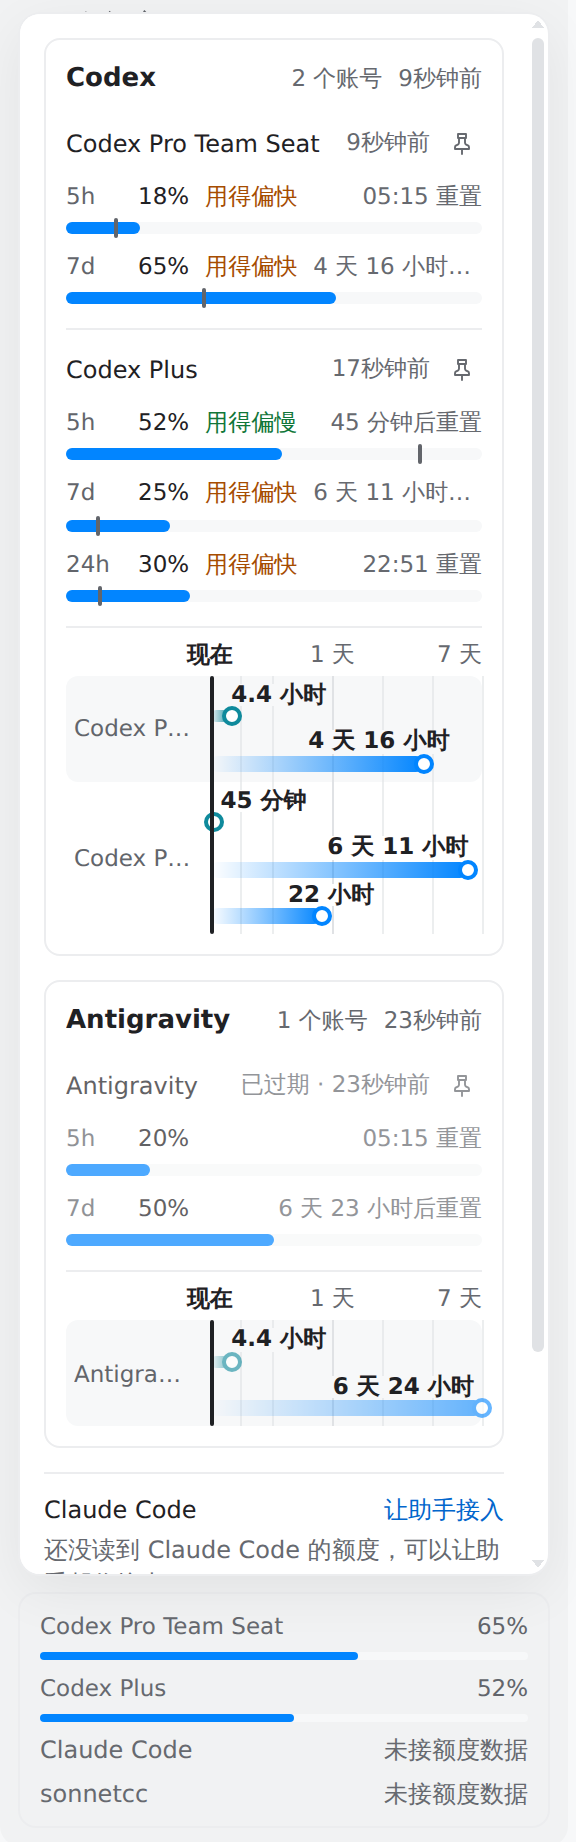 Codex 2 个账号 9秒钟前
Codex Pro Team Seat 9秒钟前
5h 18% 用得偏快 05:15 重置
7d 65% 用得偏快 4 天 16 小时...
Codex Plus 17秒钟前
5h 52% 用得偏慢 45 分钟后重置
7d 25% 用得偏快 6 天 11 小时...
24h 30% 用得偏快 22:51 重置
现在 1 天 7 天
4.4 小时
Codex P...
4 天 16 小时
45 分钟
Codex P...
6 天 11 小时
22 小时
Antigravity 1 个账号 23秒钟前
Antigravity 已过期 · 23秒钟前
5h 20% 05:15 重置
7d 50% 6 天 23 小时后重置
现在 1 天 7 天
4.4 小时
Antigra...
6 天 24 小时
Claude Code 让助手接入
还没读到 Claude Code 的额度，可以让助
Codex Pro Team Seat 65%
Codex Plus 52%
Claude Code 未接额度数据
sonnetcc 未接额度数据